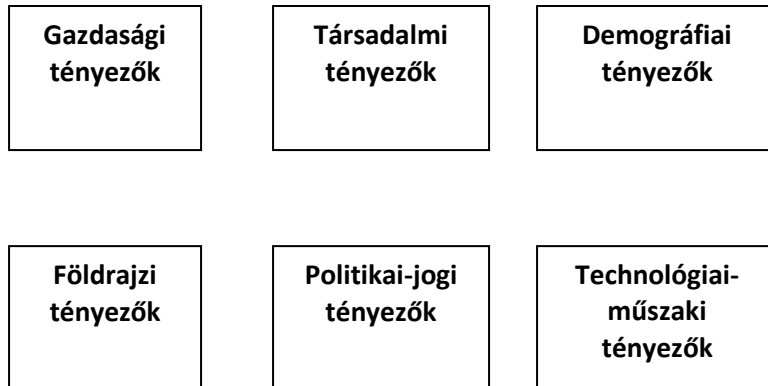 Gazdasági
tényezők
Társadalmi
tényezők
Demográfiai
tényezők
Földrajzi
tényezők
Politikai-jogi
tényezők
Technológiai-
műszaki
tényezők